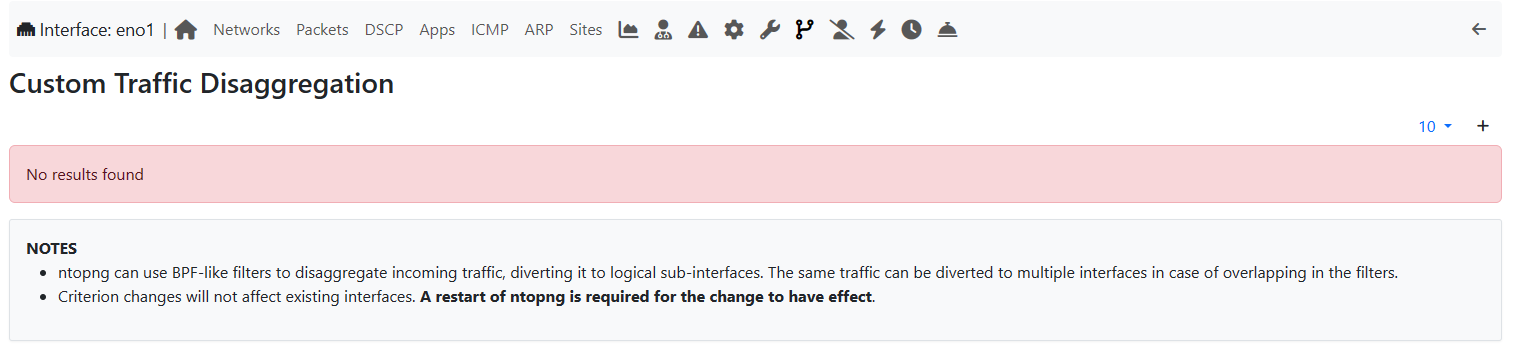 Interface: eno1 | Networks Packets DSCP Apps ICMP ARP Sites
Custom Traffic Disaggregation
10
No results found
NOTES
ntopng can use BPF-like filters to disaggregate incoming traffic, diverting it to logical sub-interfaces. The same traffic can be diverted to multiple interfaces in case of overlapping in the filters.
Criterion changes will not affect existing interfaces. A restart of ntopng is required for the change to have effect.